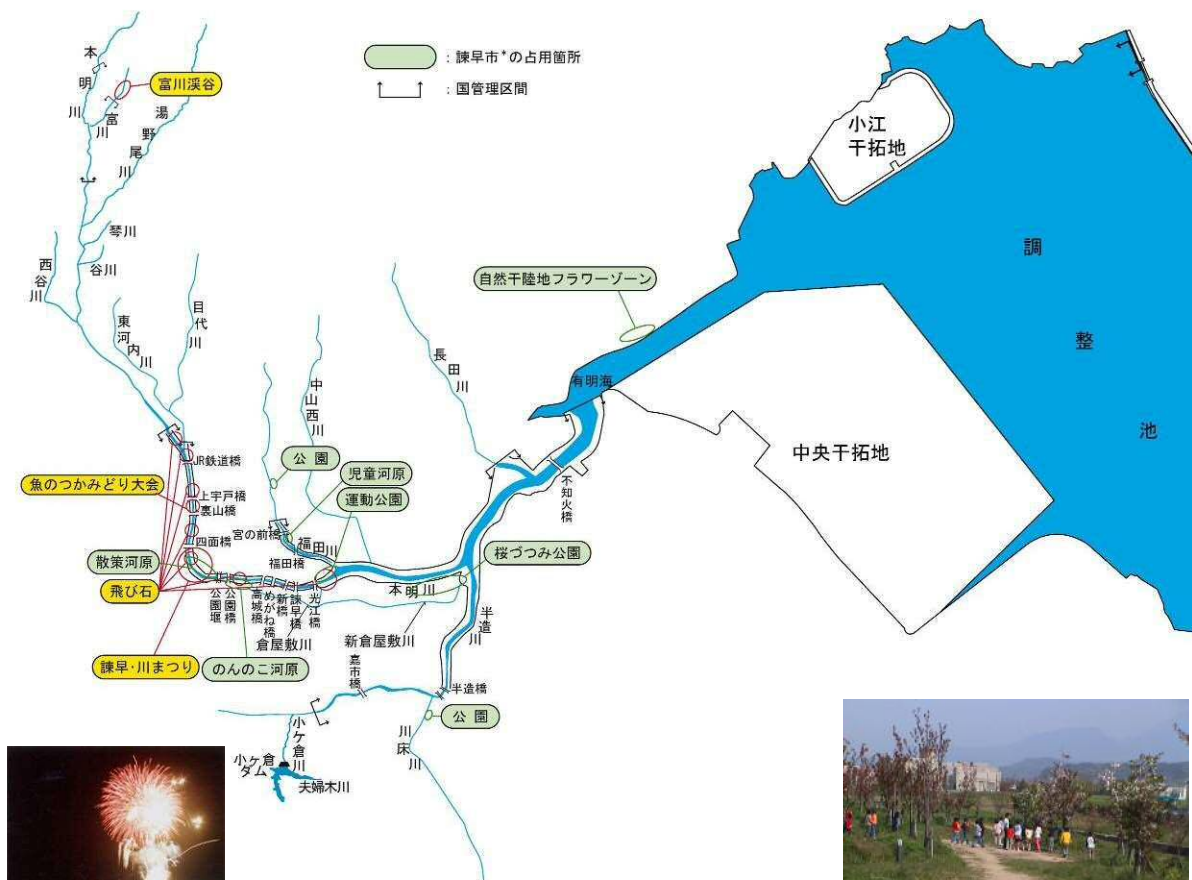 ：諫早市*の占用箇所
：国管理区間
本明川
富川
富川渓谷
湯野尾川
琴川
谷川
西谷川
東河内川
目代川
小江
干拓地
調整池
自然干陸地フラワーゾーン
有明海
中央干拓地
長田川
中山西川
公園
児童河原
運動公園
JR鉄道橋
魚のつかみどり大会
上宇戸橋
裏山橋
四面橋
宮の前橋
福田川
福田橋
不知火橋
桜づつみ公園
散策河原
飛び石
公園堰
公園橋
高城橋
めがね橋
新橋
諫早橋
光江橋
本明川
倉屋敷川
新倉屋敷川
半造川
諫早・川まつり
のんのこ河原
嘉市橋
半造橋
公園
川床川
小ケ倉川
小ヶ倉
ダム
夫婦木川